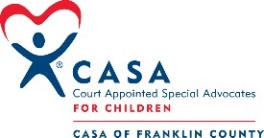 ® CASA
Court Appointed Special Advocates
FOR CHILDREN
CASA OF FRANKLIN COUNTY